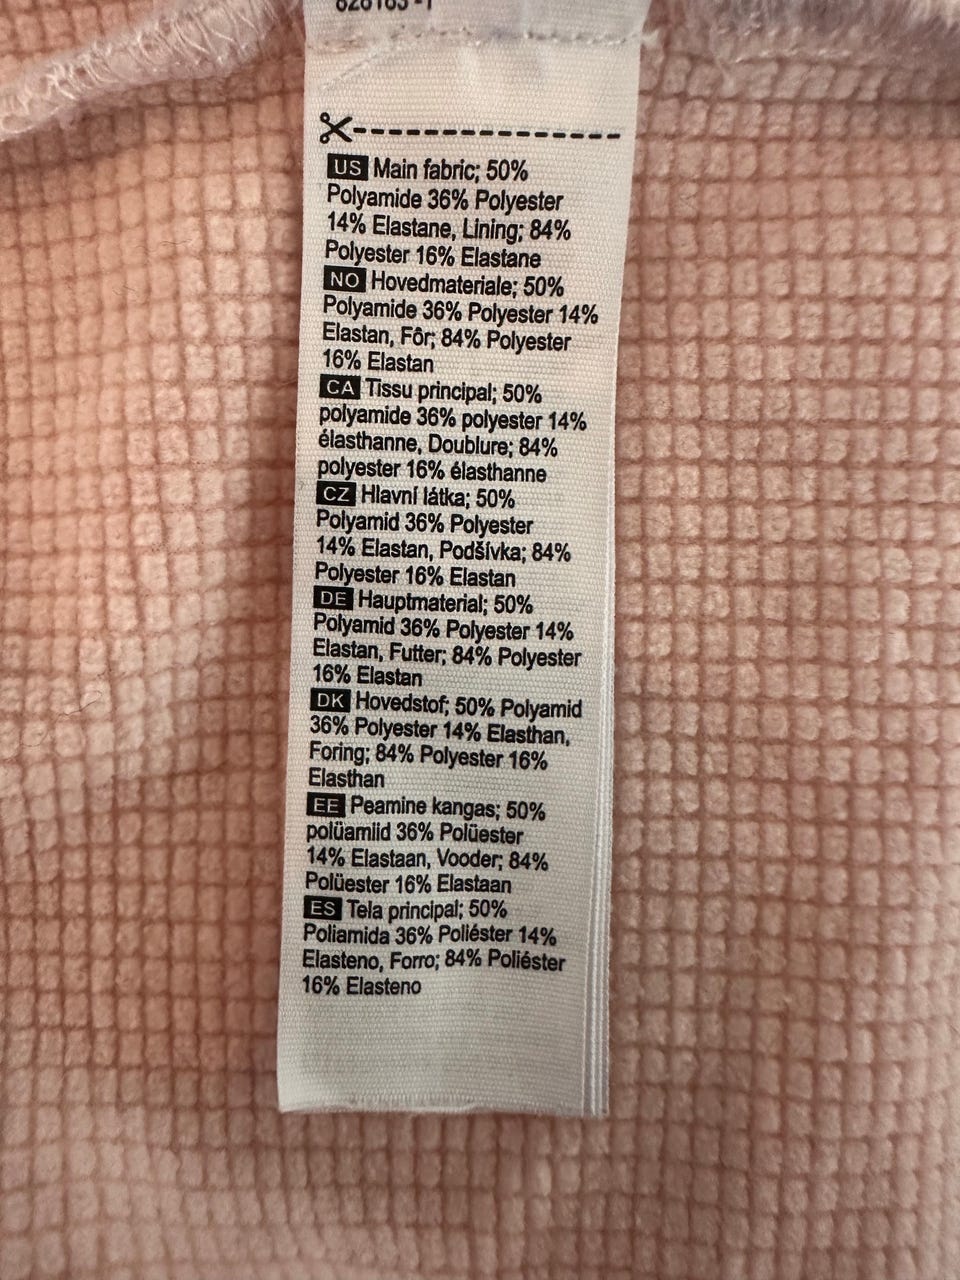 US Main fabric; 50%
Polyamide 36% Polyester
14% Elastane, Lining; 84%
Polyester 16% Elastane
NO Hovedmateriale; 50%
Polyamide 36% Polyester 14%
Elastan, Fôr; 84% Polyester
16% Elastan
CA Tissu principal; 50%
polyamide 36% polyester 14%
élasthanne, Doublure; 84%
polyester 16% élasthanne
CZ Hlavní látka; 50%
Polyamid 36% Polyester
14% Elastan, Podšívka; 84%
Polyester 16% Elastan
DE Hauptmaterial; 50%
Polyamid 36% Polyester 14%
Elastan, Futter; 84% Polyester
16% Elastan
DK Hovedstof; 50% Polyamid
36% Polyester 14% Elasthan,
Foring; 84% Polyester 16%
Elasthan
EE Peamine kangas; 50%
polüamiid 36% Polüester
14% Elastaan, Vooder; 84%
Polüester 16% Elastaan
ES Tela principal; 50%
Poliamida 36% Poliéster 14%
Elasteno, Forro; 84% Poliéster
16% Elasteno